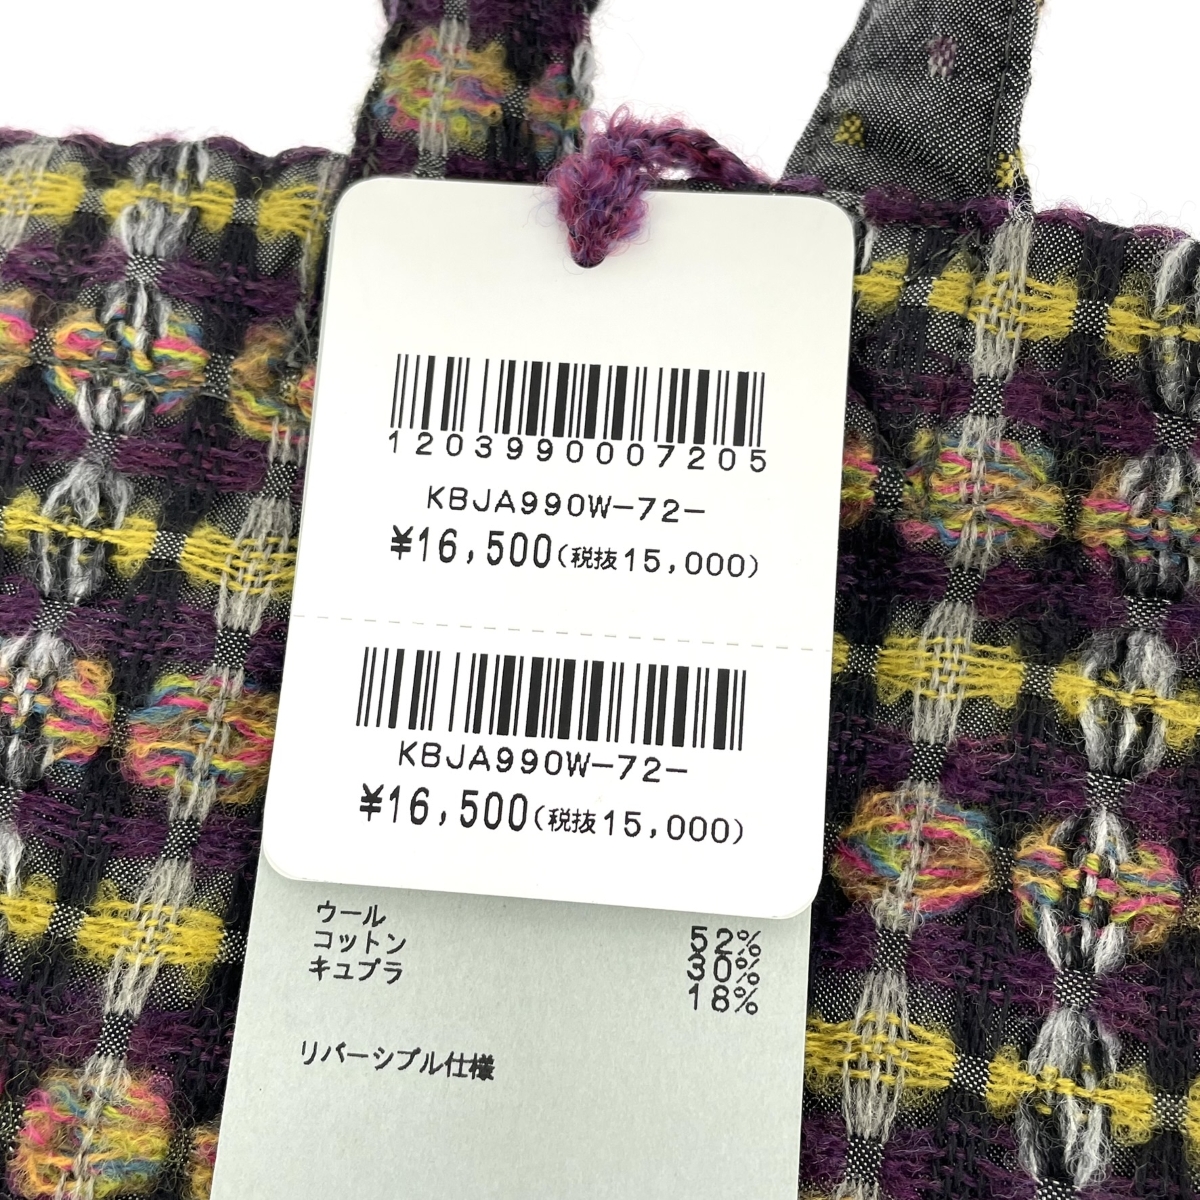 1203990007205
KBJA990W-72-
¥16,500(税抜15,000)
KBJA990W-72-
¥16,500(税抜15,000)
ウール 52%
コットン 30%
キュプラ 18%
リバーシブル仕様